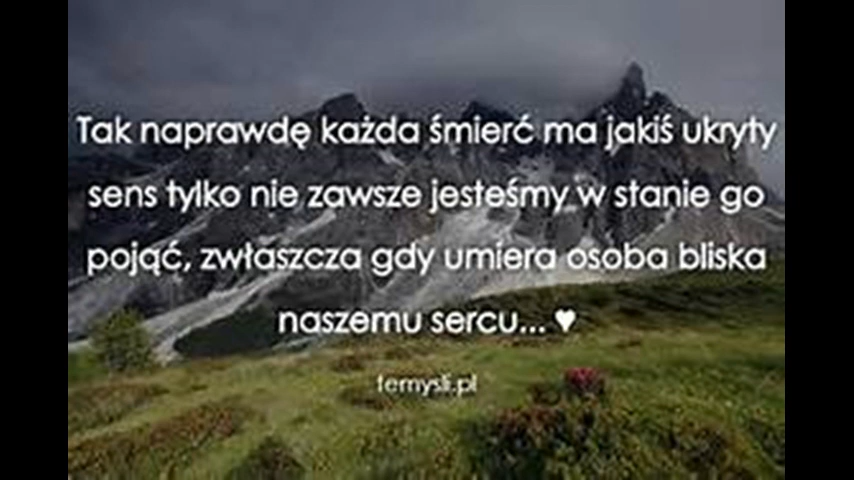 Tak naprawdę każda śmierć ma jakiś ukryty
sens tylko nie zawsze jesteśmy w stanie go
pojąć, zwłaszcza gdy umiera osoba bliska
naszemu sercu... ♥
temysli.pl